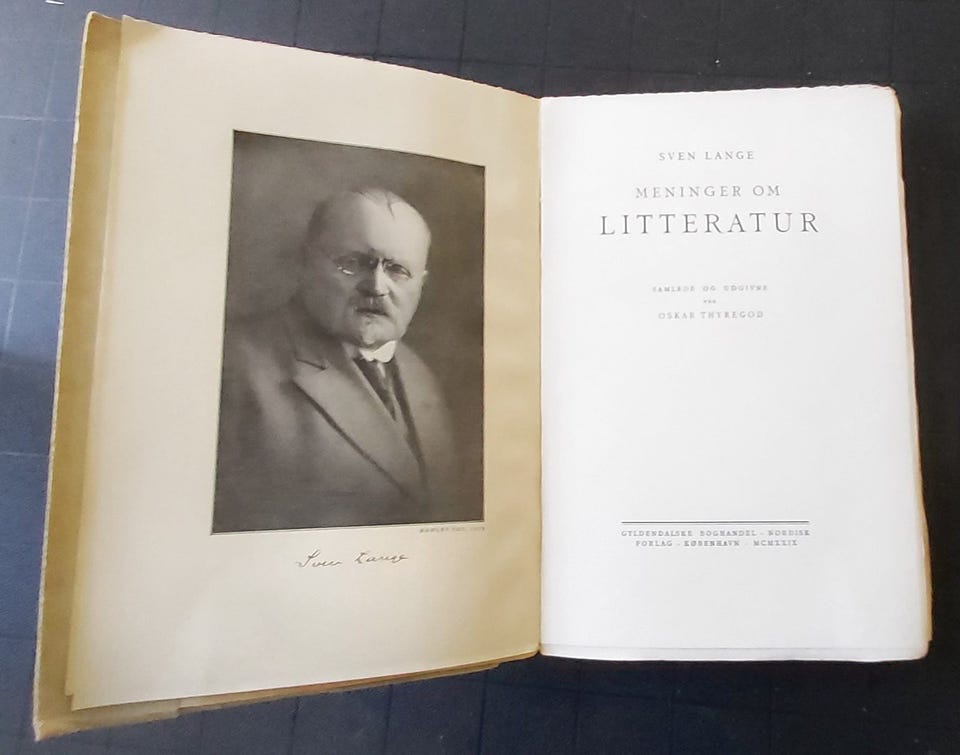 Sven Lange
SVEN LANGE
MENINGER OM
LITTERATUR
SAMLEDE OG UDGIVNE
VED
OSKAR THYREGOD
GYLDENDALSKE BOGHANDEL - NORDISK
FORLAG - KØBENHAVN - MCMXXIX